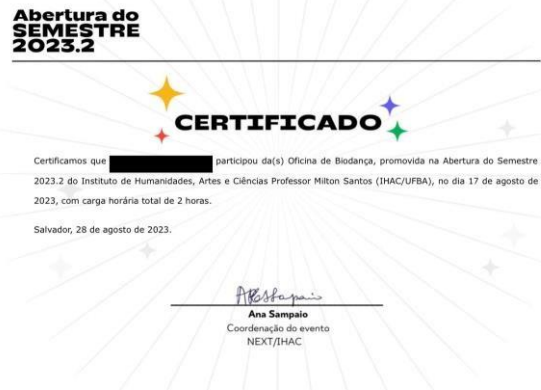 Abertura do
SEMESTRE
2023.2
CERTIFICADO
Certificamos que participou da(s) Oficina de Biodança, promovida na Abertura do Semestre
2023.2 do Instituto de Humanidades, Artes e Ciências Professor Milton Santos (IHAC/UFBA), no dia 17 de agosto de
2023, com carga horária total de 2 horas.
Salvador, 28 de agosto de 2023.
Ana Sampaio
Coordenação do evento
NEXT/IHAC